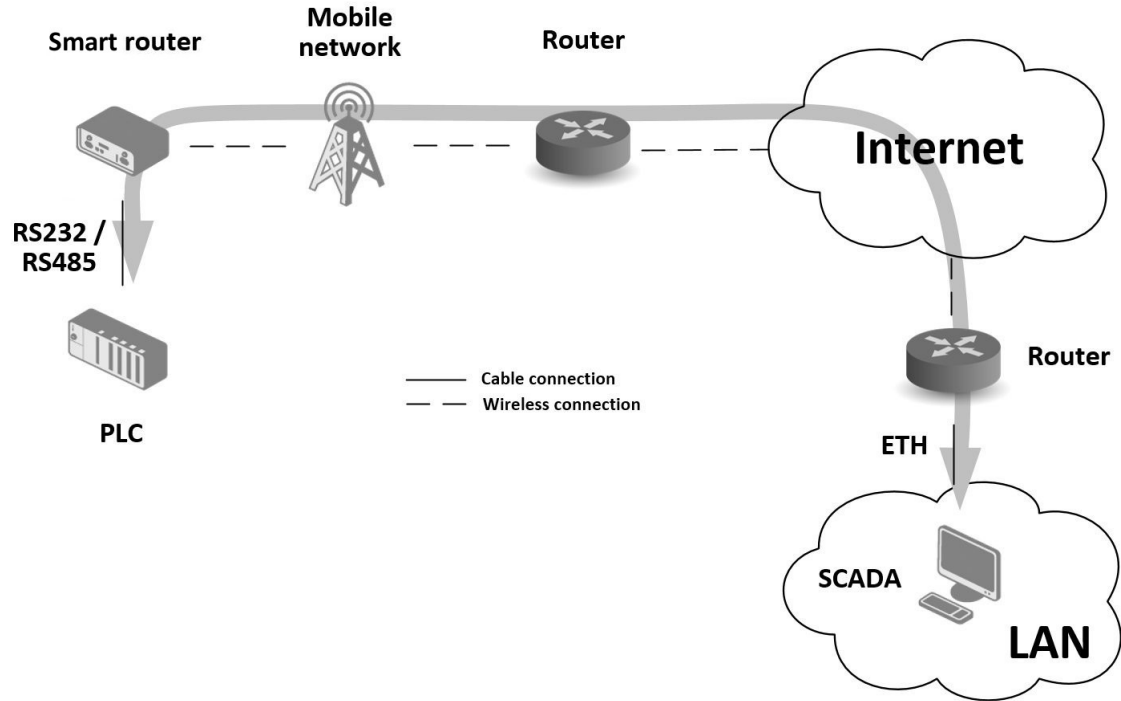 Smart router
Mobile
network
Router
Internet
RS232 /
RS485
Router
Cable connection
Wireless connection
PLC
ETH
SCADA
LAN